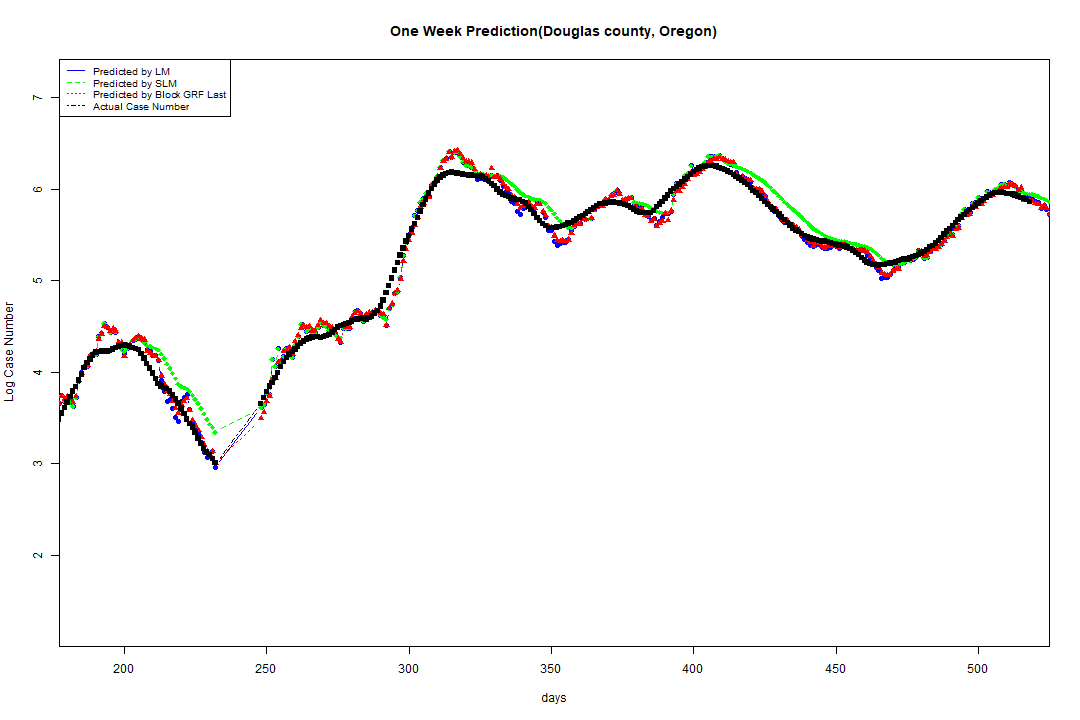 One Week Prediction(Douglas county, Oregon)
Predicted by LM
Predicted by SLM
Predicted by Block GRF Last
Actual Case Number
7
6
5
4
3
2
Log Case Number
200 250 300 350 400 450 500
days